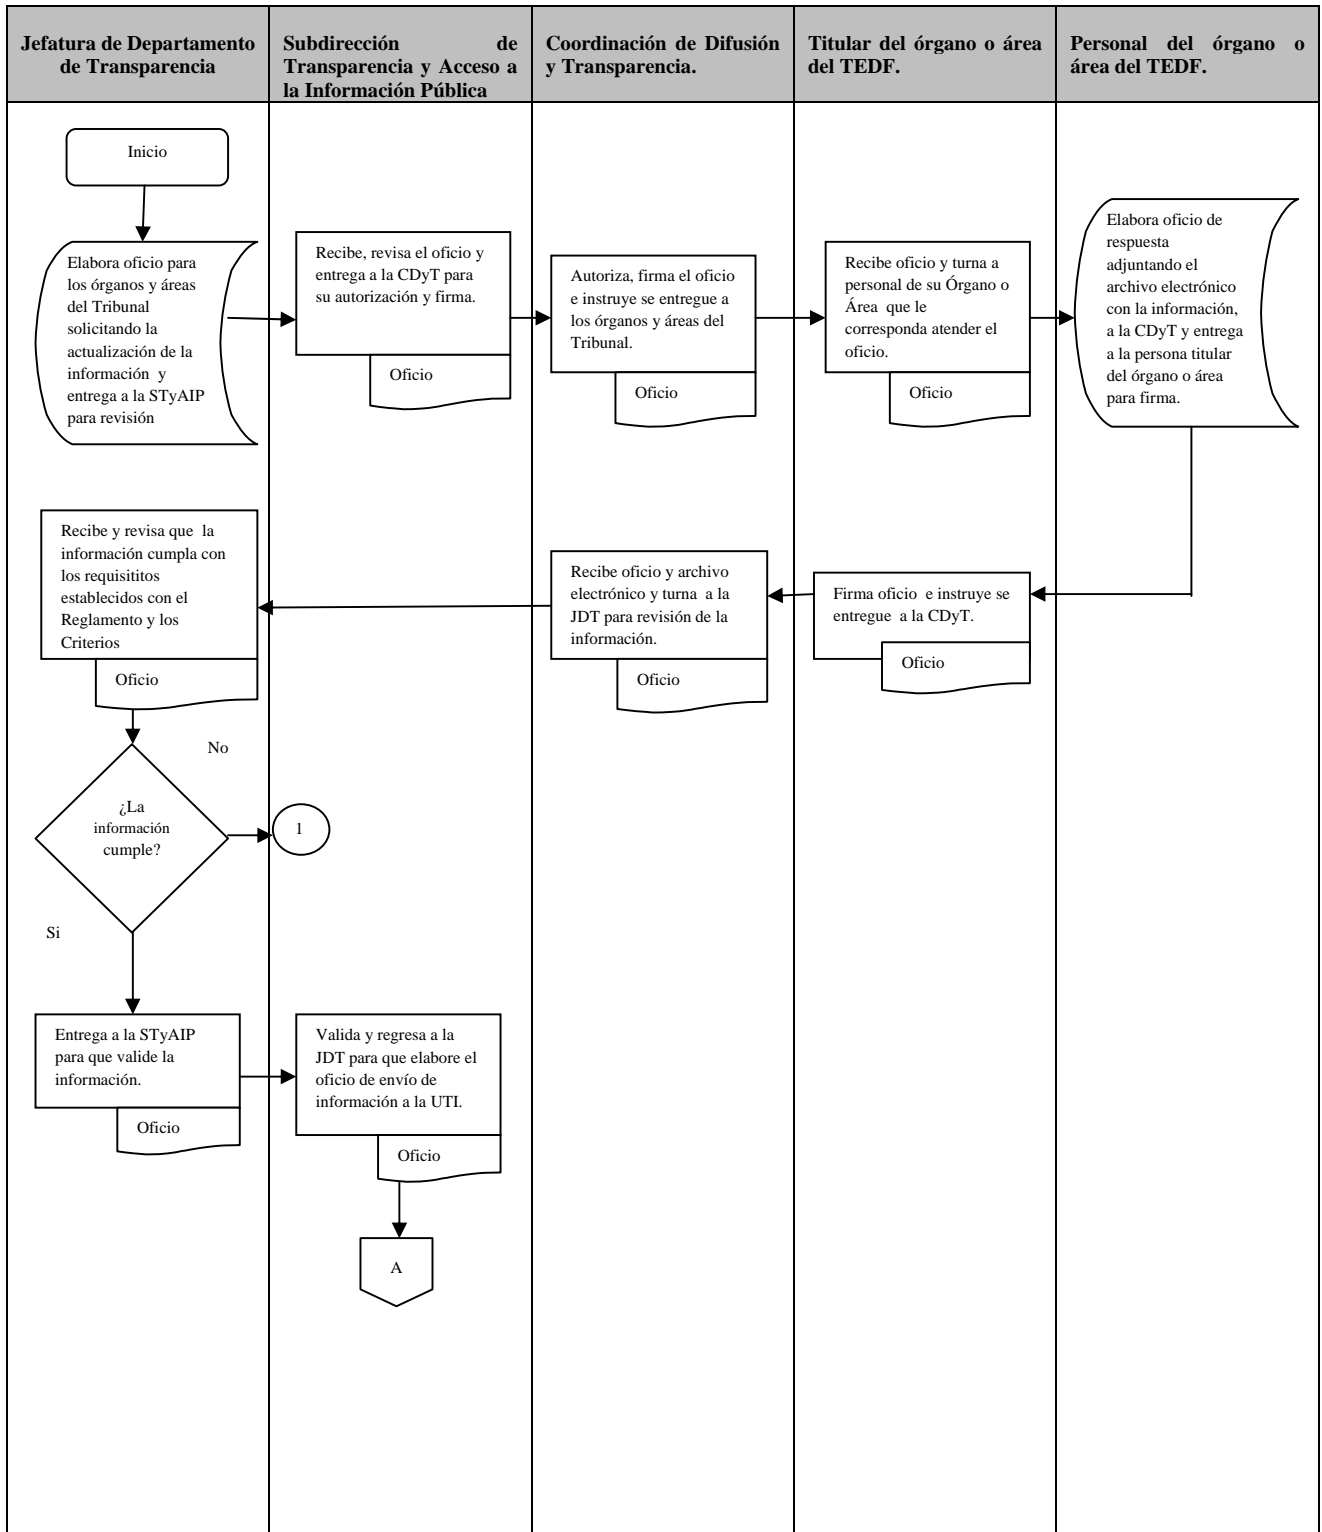 Jefatura de Departamento
de Transparencia
Subdirección de
Transparencia y Acceso a
la Información Pública
Coordinación de Difusión
y Transparencia.
Titular del órgano o área
del TEDF.
Personal del órgano o
área del TEDF.
Inicio
Elabora oficio para
los órganos y áreas
del Tribunal
solicitando la
actualización de la
información y
entrega a la STyAIP
para revisión
Recibe, revisa el oficio y
entrega a la CDyT para
su autorización y firma.
Oficio
Autoriza, firma el oficio
e instruye se entregue a
los órganos y áreas del
Tribunal.
Oficio
Recibe oficio y turna a
personal de su Órgano o
Área que le
corresponda atender el
oficio.
Oficio
Elabora oficio de
respuesta
adjuntando el
archivo electrónico
con la información,
a la CDyT y entrega
a la persona titular
del órgano o área
para firma.
Recibe y revisa que la
información cumpla con
los requisititos
establecidos con el
Reglamento y los
Criterios
Oficio
Recibe oficio y archivo
electrónico y turna a la
JDT para revisión de la
información.
Oficio
Firma oficio e instruye se
entregue a la CDyT.
Oficio
No
¿La
información
cumple?
1
Si
Entrega a la STyAIP
para que valide la
información.
Oficio
Valida y regresa a la
JDT para que elabore el
oficio de envío de
información a la UTI.
Oficio
A